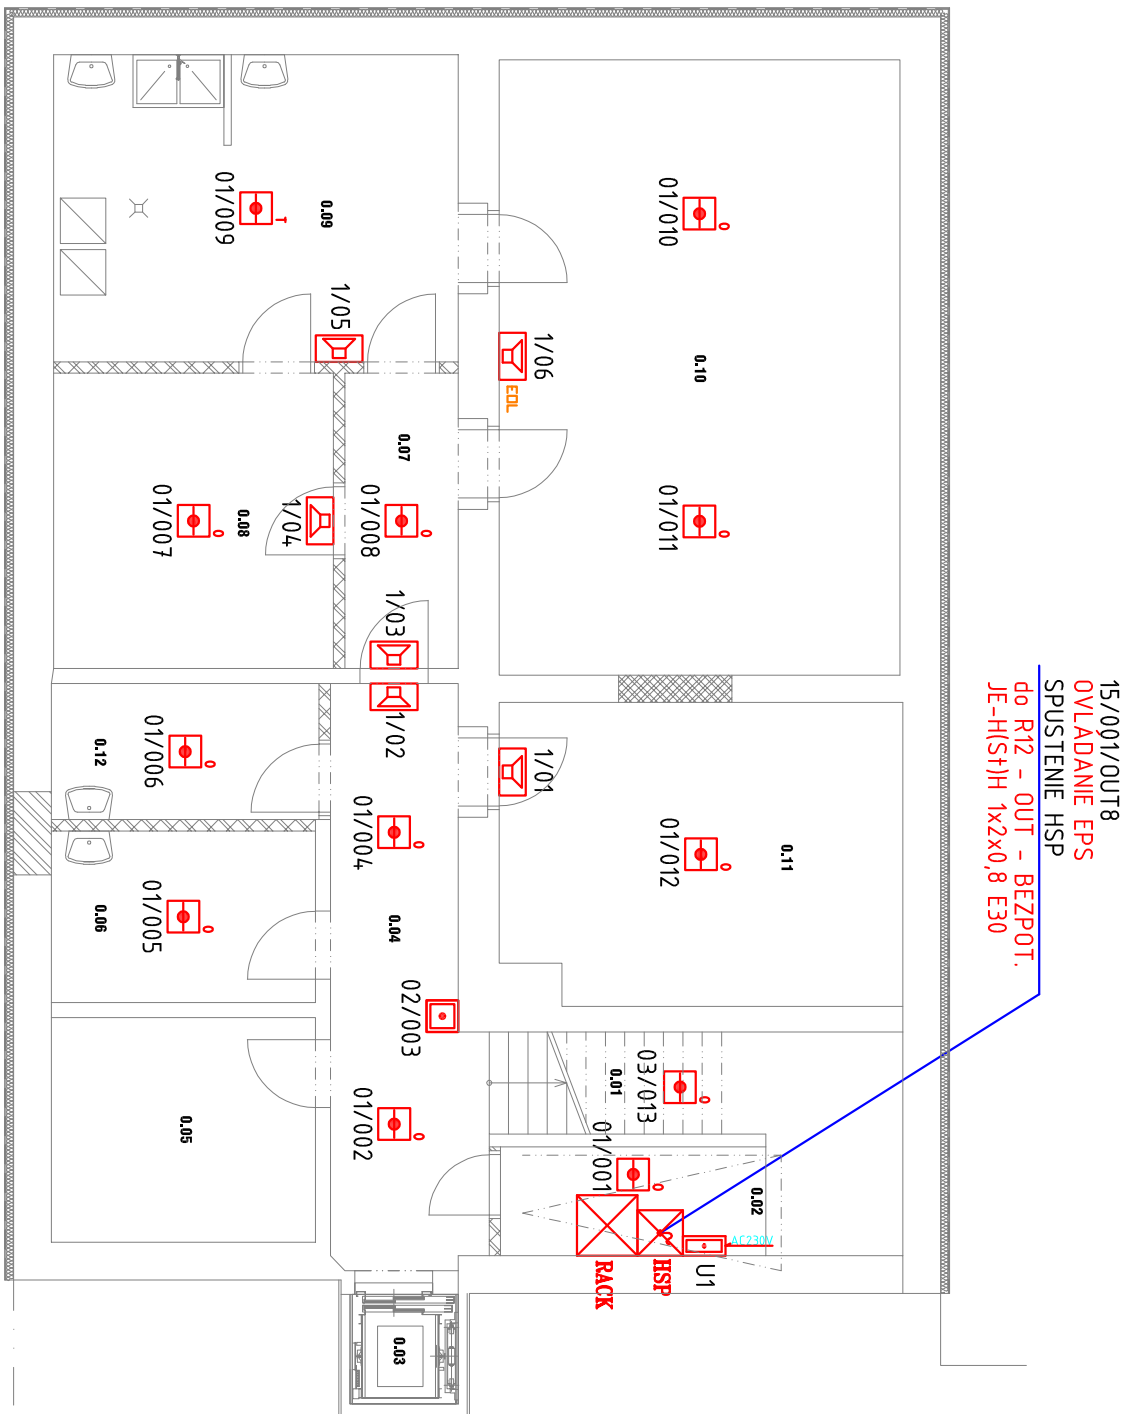 15/001/OUT8
OVLÁDANIE EPS
SPUSTENIE HSP
do R12 - OUT - BEZPOT.
JE-H(St)H 1x2x0,8 E30
01/010
O
0.10
01/011
O
1/06
EOL
01/009
T
0.09
1/05
0.07
01/008
O
1/04
01/007
O
0.08
1/03
1/02
1/01
01/012
O
0.11
01/006
O
0.12
01/004
O
0.04
01/005
O
0.06
02/003
01/002
O
0.05
03/013
O
0.01
01/001
O
0.02
AC230V
U1
HSP
RACK
0.03